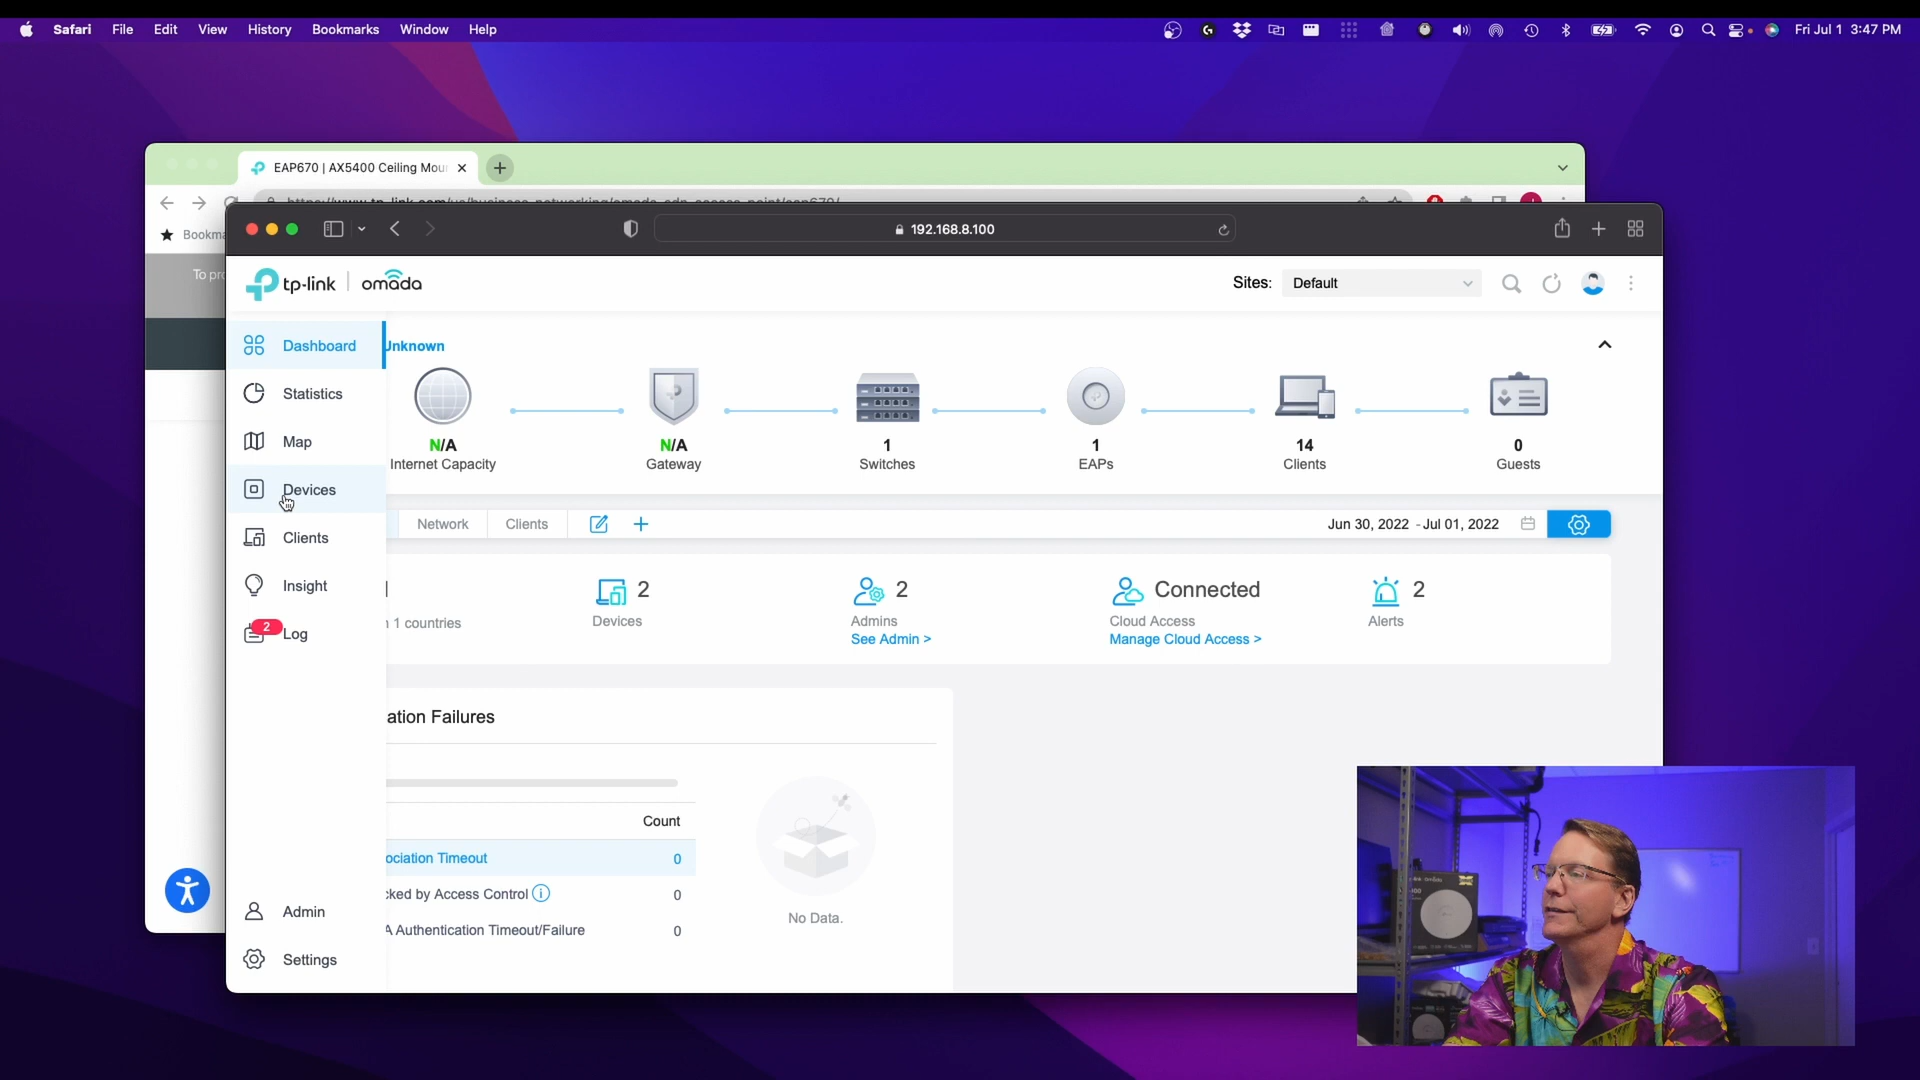 Safari File Edit View History Bookmarks Window Help Fri Jul 1 3:47 PM
EAP670 | AX5400 Ceiling Mou
Bookma
192.168.8.100
To pro
tp-link | omada Sites: Default
Dashboard
Statistics
Map
Devices
Clients
Insight
2 Log
Admin
Settings
Unknown
N/A N/A 1 1 14 0
Internet Capacity Gateway Switches EAPs Clients Guests
Network Clients Jun 30, 2022 - Jul 01, 2022
2 2 Connected 2
1 countries Devices Admins Cloud Access Alerts
See Admin > Manage Cloud Access >
ation Failures
Count
ociation Timeout 0
cked by Access Control 0
A Authentication Timeout/Failure 0
No Data.